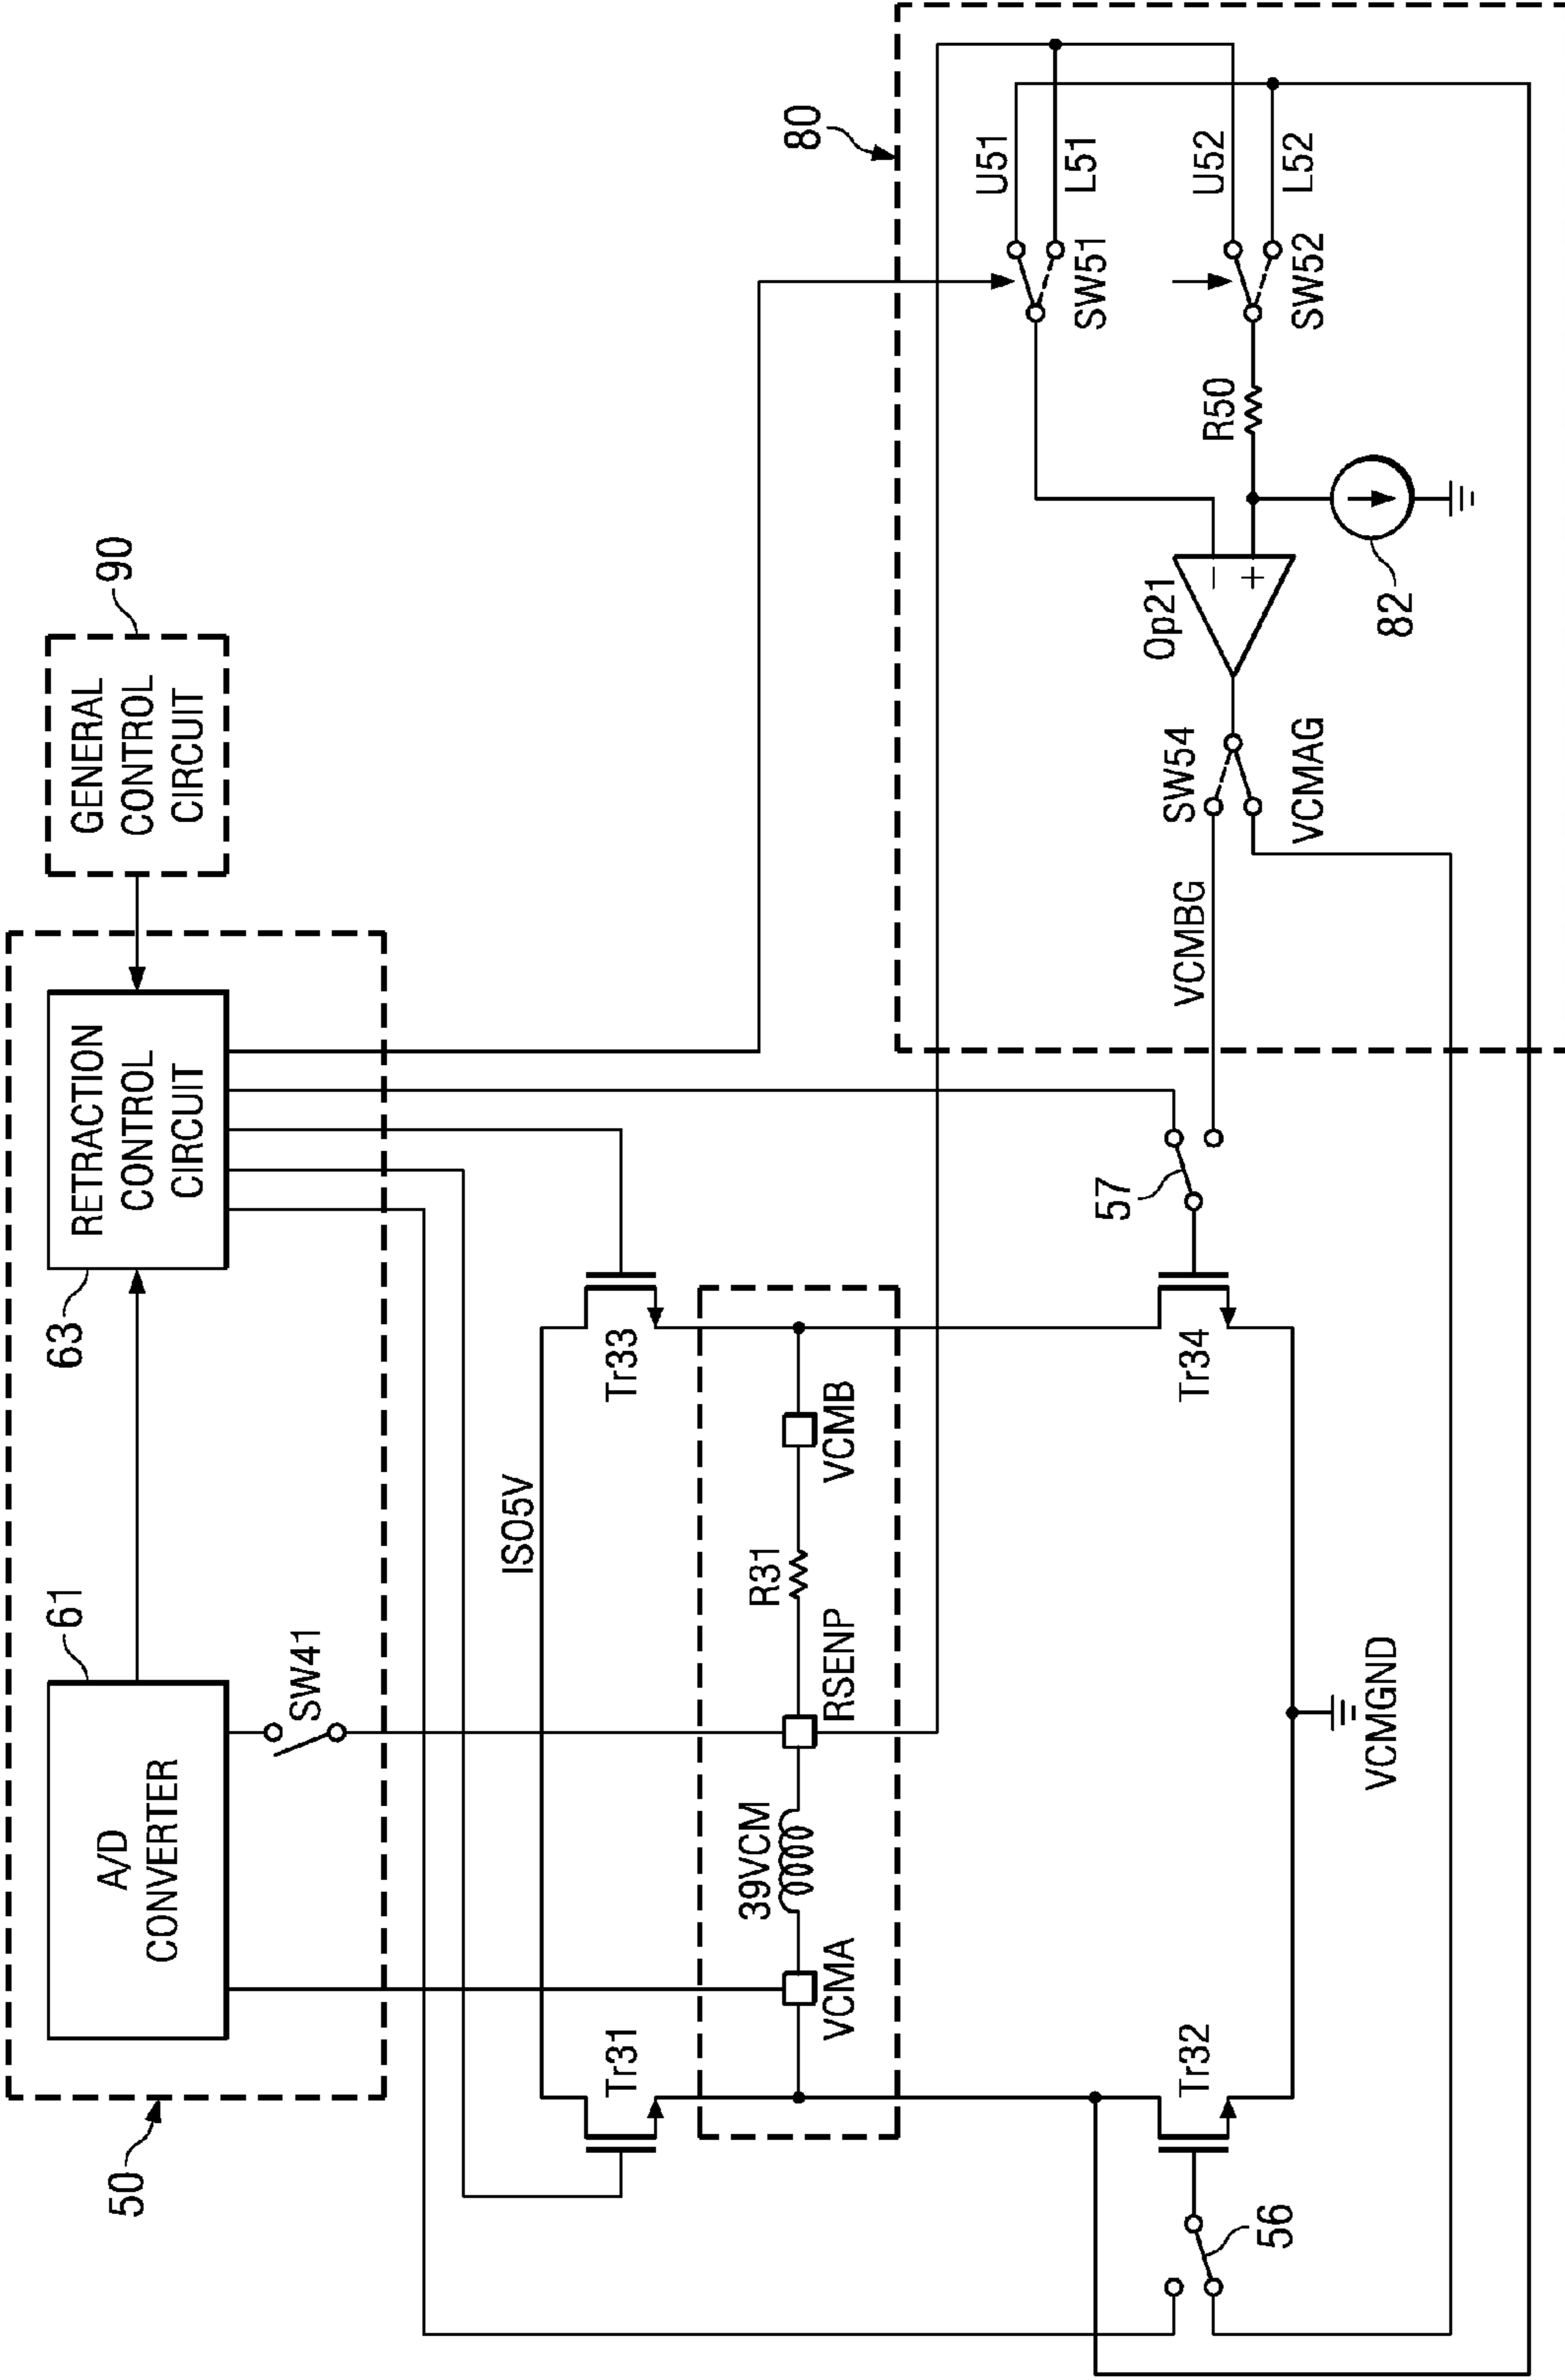 50
61
A/D
CONVERTER
SW41
63
RETRACTION
CONTROL
CIRCUIT
90
GENERAL
CONTROL
CIRCUIT
ISO5V
Tr31
Tr33
39VCM
R31
VCMA
RSENP
VCMB
Tr32
Tr34
56
57
VCMGND
80
VCMBG
SW54
VCMAG
Op21
−
+
82
R50
SW51
U51
L51
SW52
U52
L52